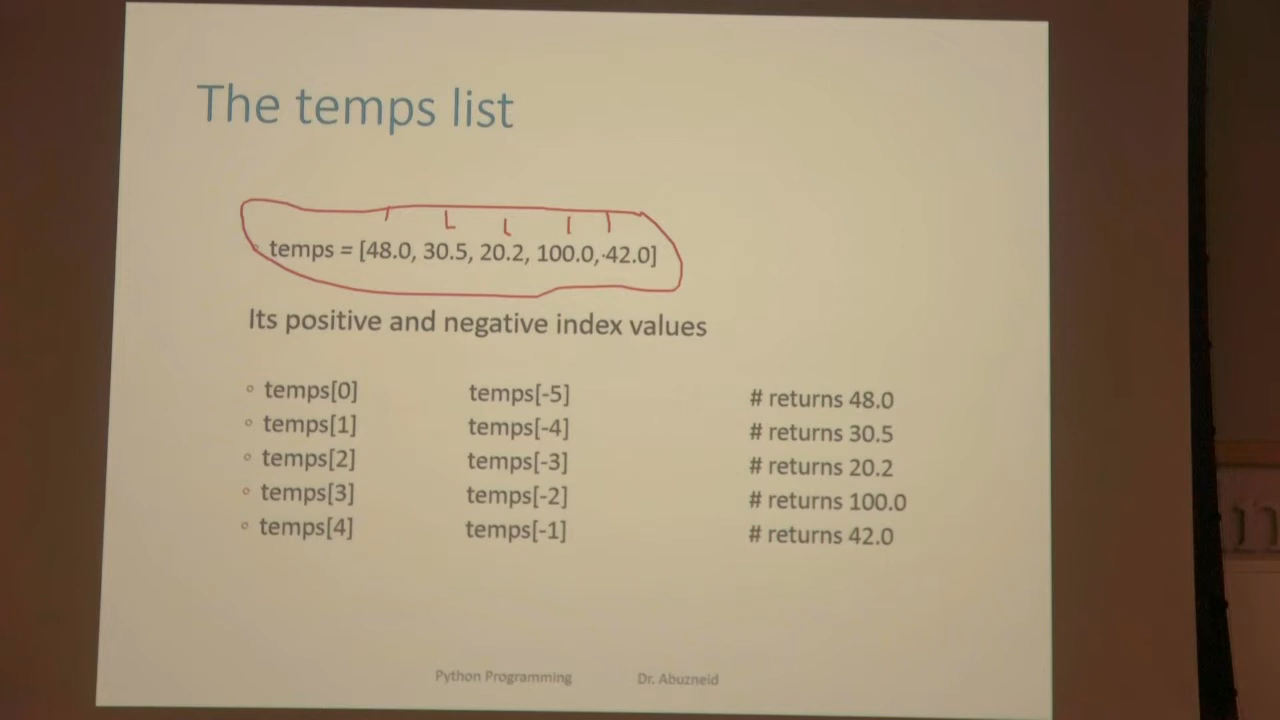 The temps list
temps = [48.0, 30.5, 20.2, 100.0, 42.0]
Its positive and negative index values
temps[0] temps[-5] # returns 48.0
temps[1] temps[-4] # returns 30.5
temps[2] temps[-3] # returns 20.2
temps[3] temps[-2] # returns 100.0
temps[4] temps[-1] # returns 42.0
Python Programming Dr. Abuzneid